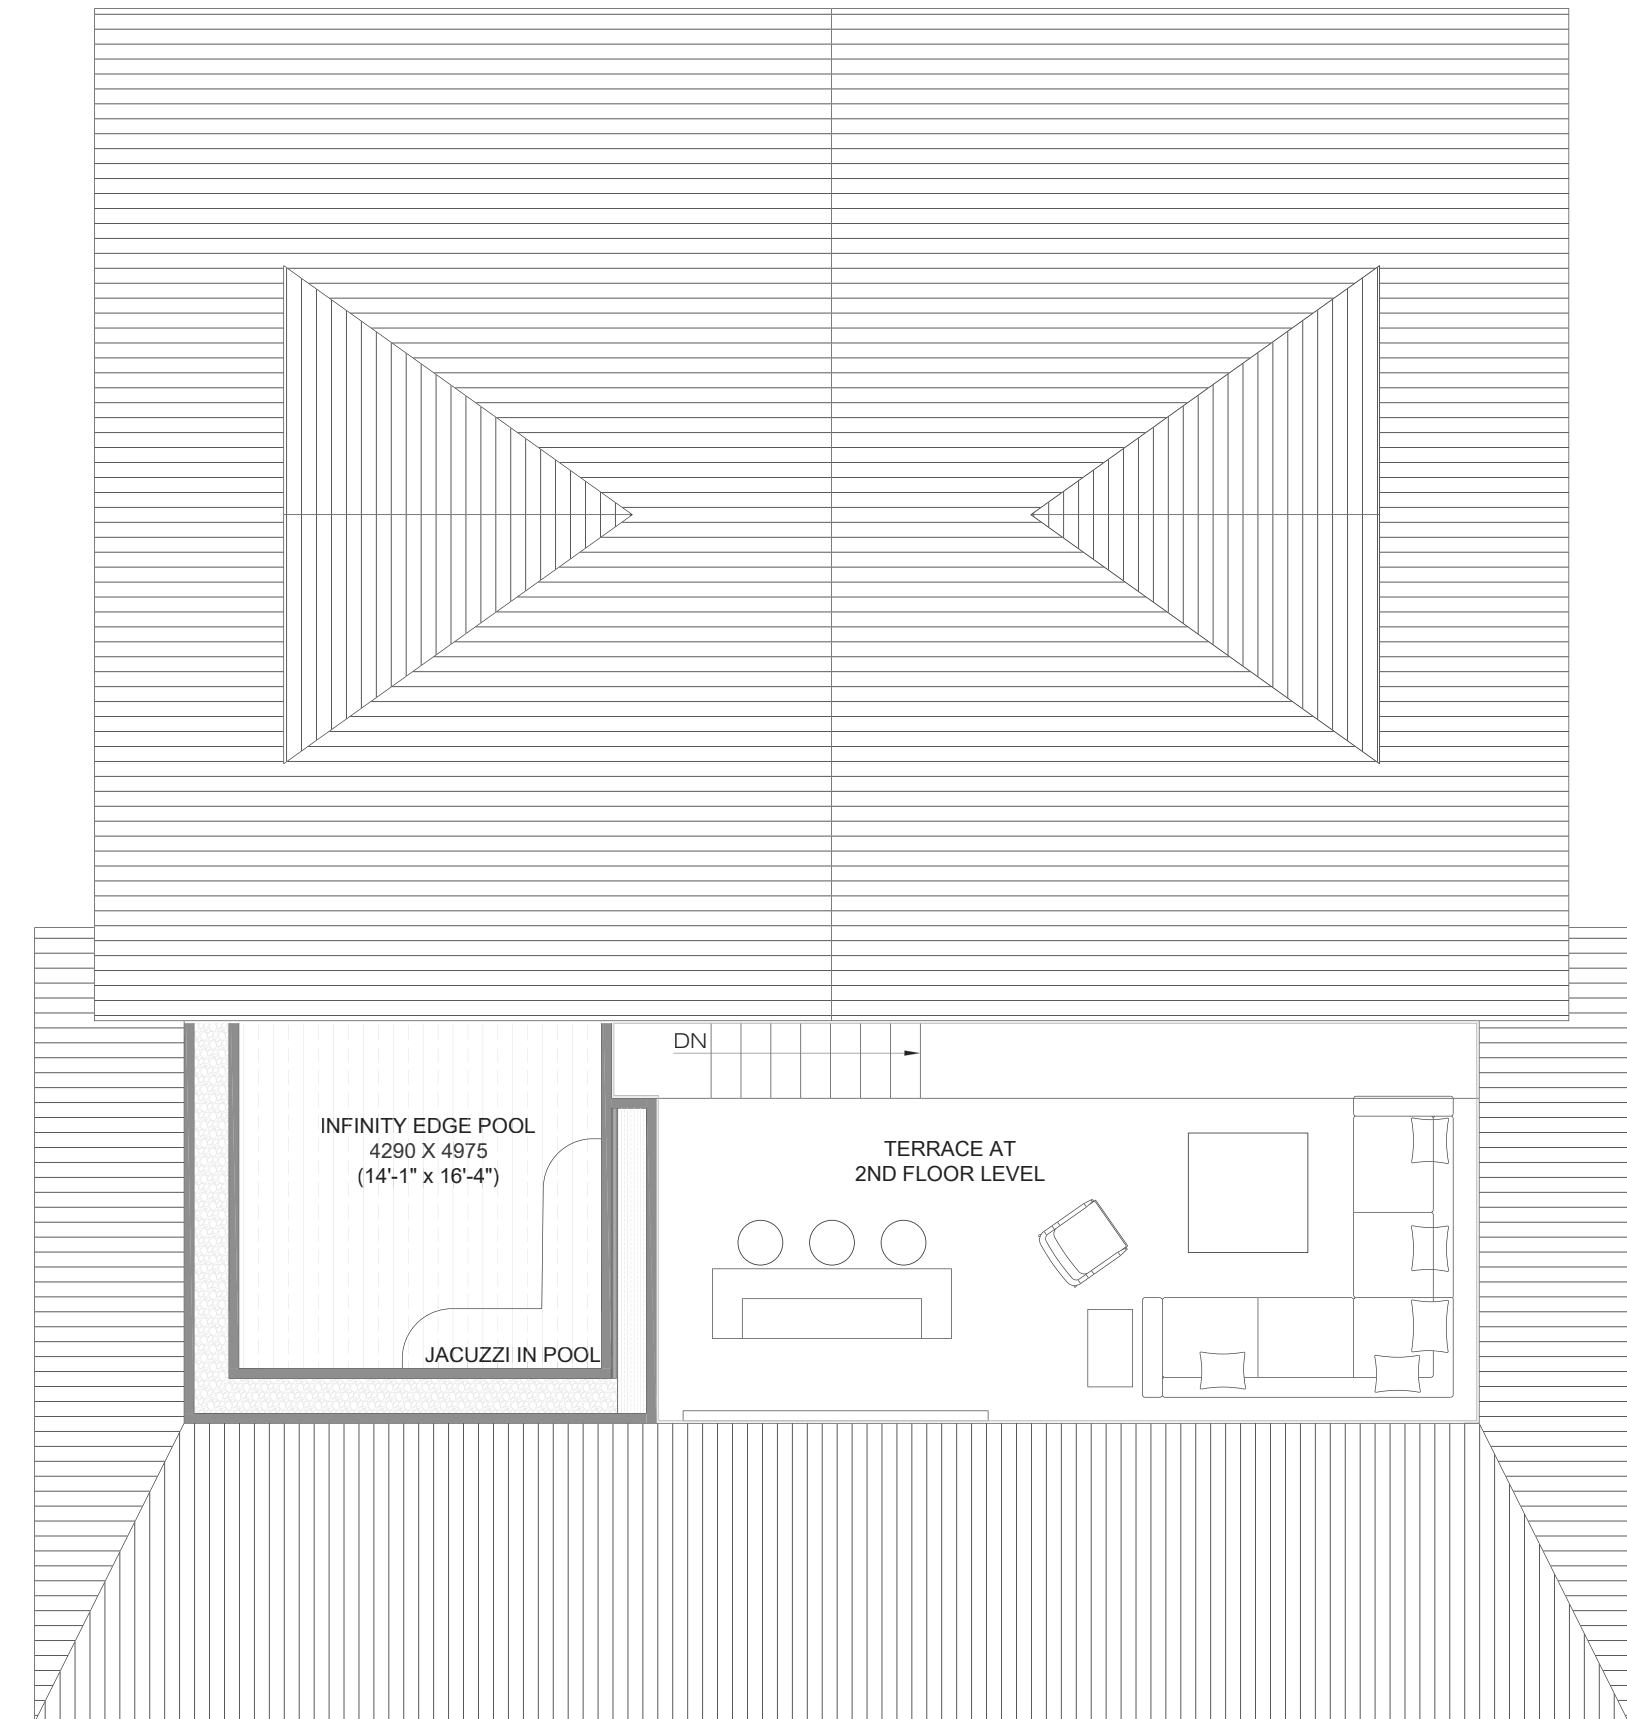 DN
INFINITY EDGE POOL
4290 X 4975
(14'-1" x 16'-4")
TERRACE AT
2ND FLOOR LEVEL
JACUZZI IN POOL